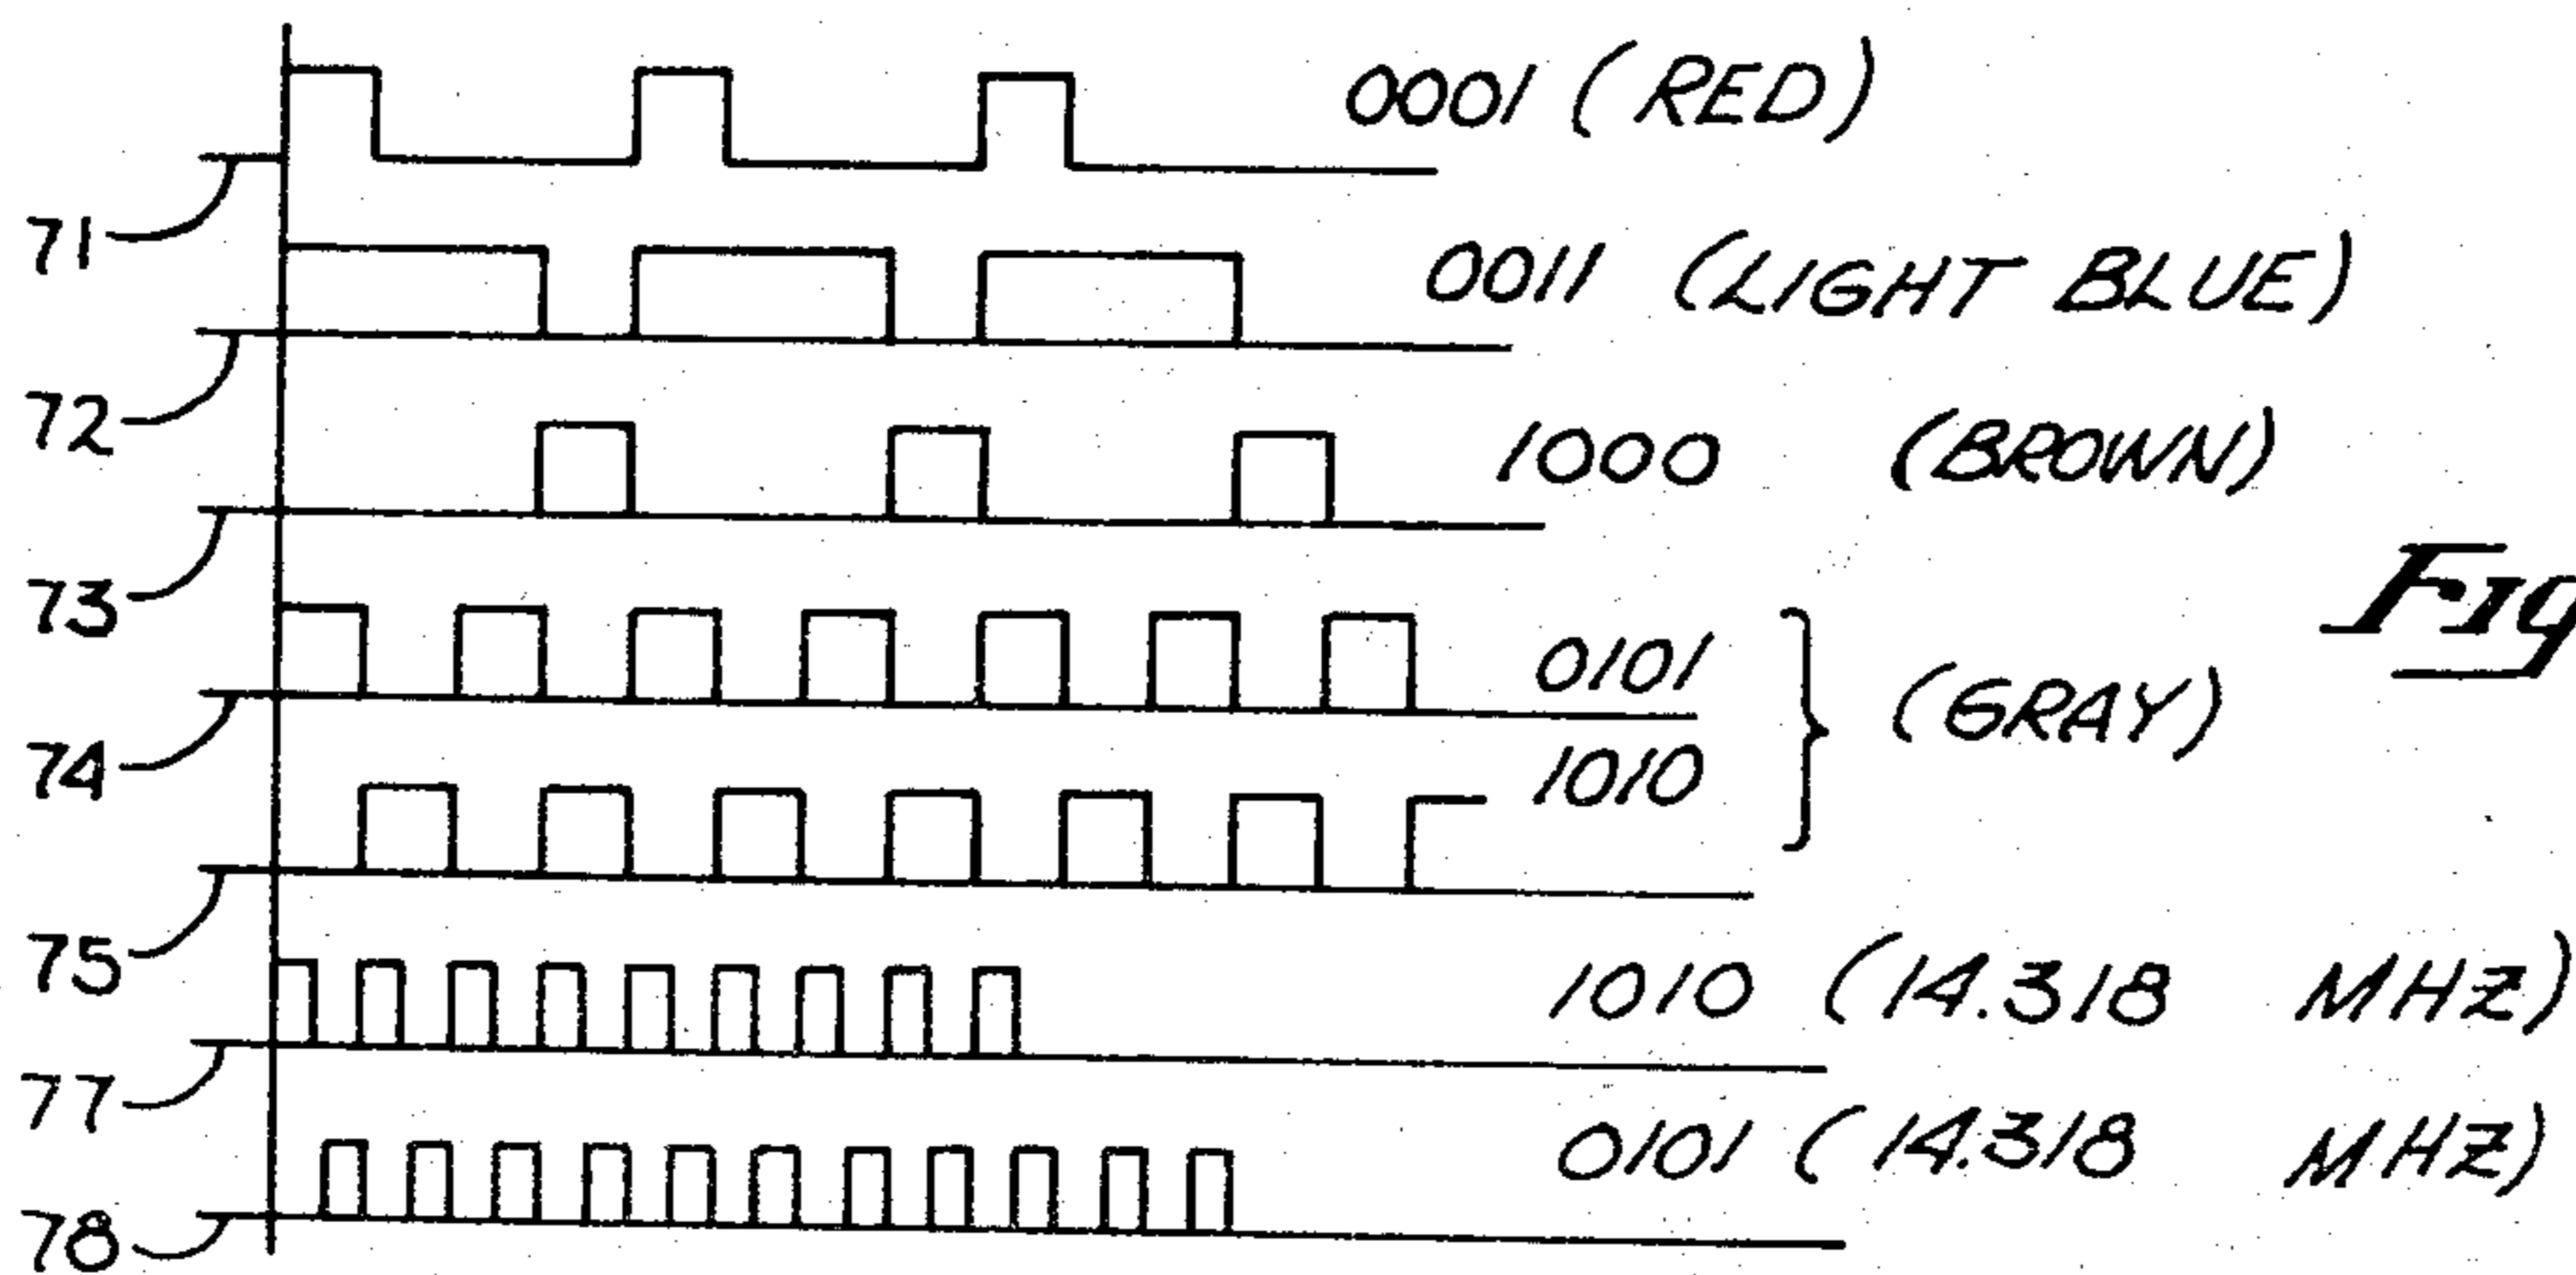 0001 (RED)
71
0011 (LIGHT BLUE)
72
1000 (BROWN)
73
Fig
0101
(GRAY)
74
1010
75
1010 (14.318 MHZ)
77
0101 (14.318 MHZ)
78